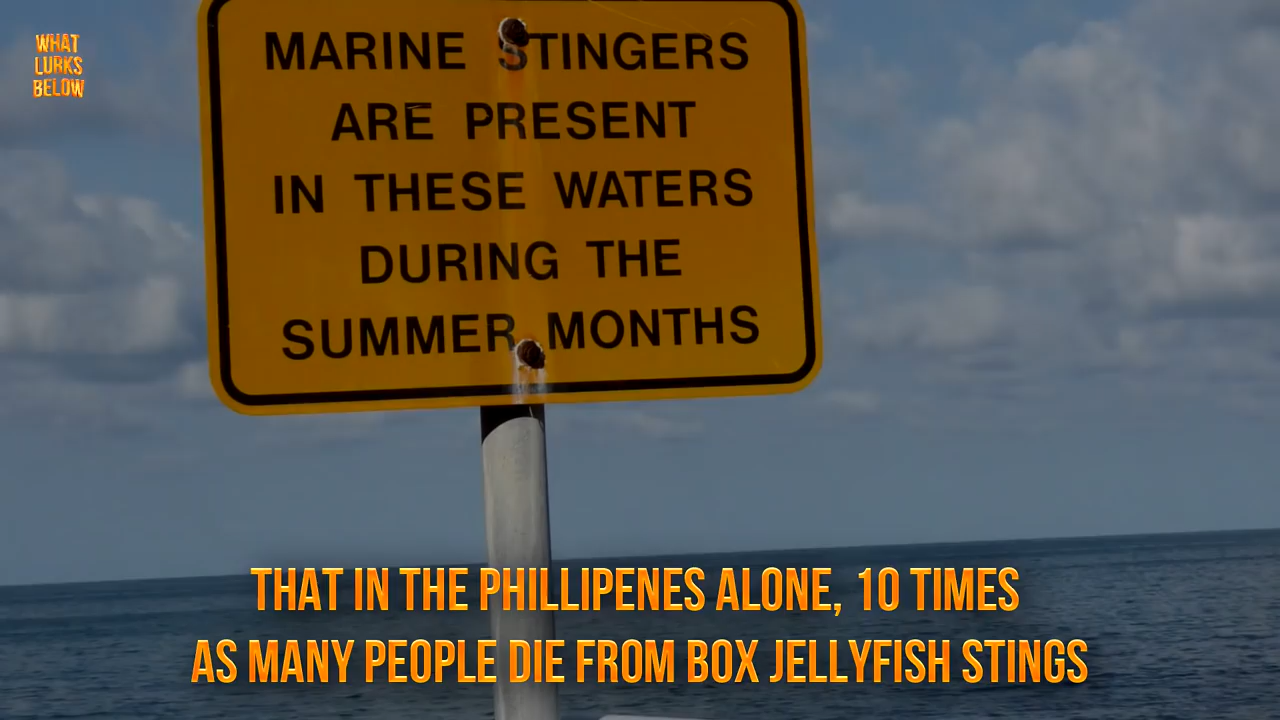 WHAT
LURKS
BELOW
MARINE STINGERS
ARE PRESENT
IN THESE WATERS
DURING THE
SUMMER MONTHS
THAT IN THE PHILLIPENES ALONE, 10 TIMES
AS MANY PEOPLE DIE FROM BOX JELLYFISH STINGS